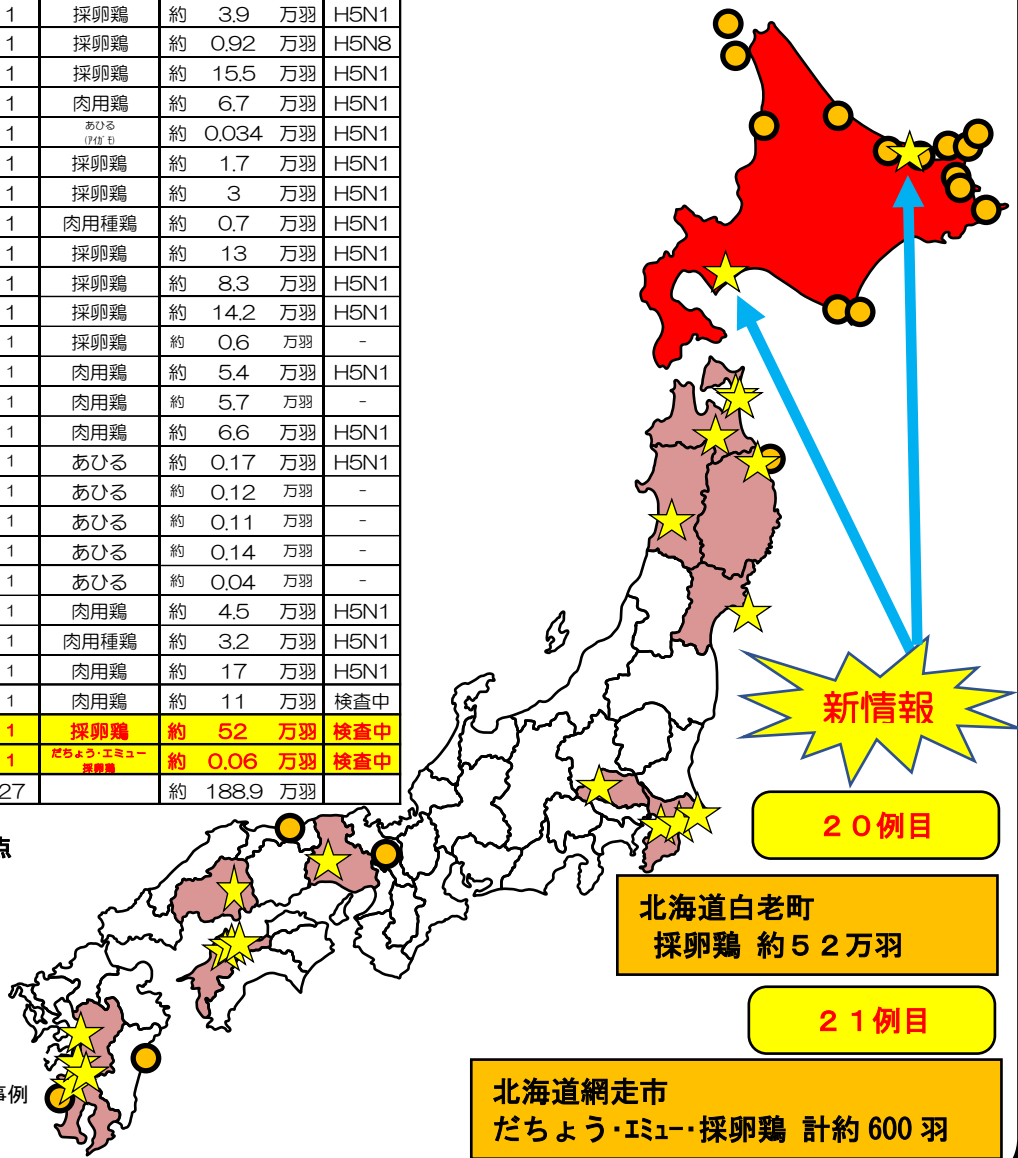 1 採卵鶏 約 3.9 万羽 H5N1
1 採卵鶏 約 0.92 万羽 H5N8
1 採卵鶏 約 15.5 万羽 H5N1
1 肉用鶏 約 6.7 万羽 H5N1
1 あひる 約 0.034 万羽 H5N1
(ｱｲｶﾞﾓ)
1 採卵鶏 約 1.7 万羽 H5N1
1 採卵鶏 約 3 万羽 H5N1
1 肉用種鶏 約 0.7 万羽 H5N1
1 採卵鶏 約 13 万羽 H5N1
1 採卵鶏 約 8.3 万羽 H5N1
1 採卵鶏 約 14.2 万羽 H5N1
1 採卵鶏 約 0.6 万羽 -
1 肉用鶏 約 5.4 万羽 H5N1
1 肉用鶏 約 5.7 万羽 -
1 肉用鶏 約 6.6 万羽 H5N1
1 あひる 約 0.17 万羽 H5N1
1 あひる 約 0.12 万羽 -
1 あひる 約 0.11 万羽 -
1 あひる 約 0.14 万羽 -
1 あひる 約 0.04 万羽 -
1 肉用鶏 約 4.5 万羽 H5N1
1 肉用種鶏 約 3.2 万羽 H5N1
1 肉用鶏 約 17 万羽 H5N1
1 肉用鶏 約 11 万羽 検査中
1 採卵鶏 約 52 万羽 検査中
1 だちょう・エミュー 約 0.06 万羽 検査中
採卵鶏
27 約 188.9 万羽
点
事例
新情報
２０例目
北海道白老町
採卵鶏 約５２万羽
２１例目
北海道網走市
だちょう･ｴﾐｭｰ･採卵鶏 計約 600 羽